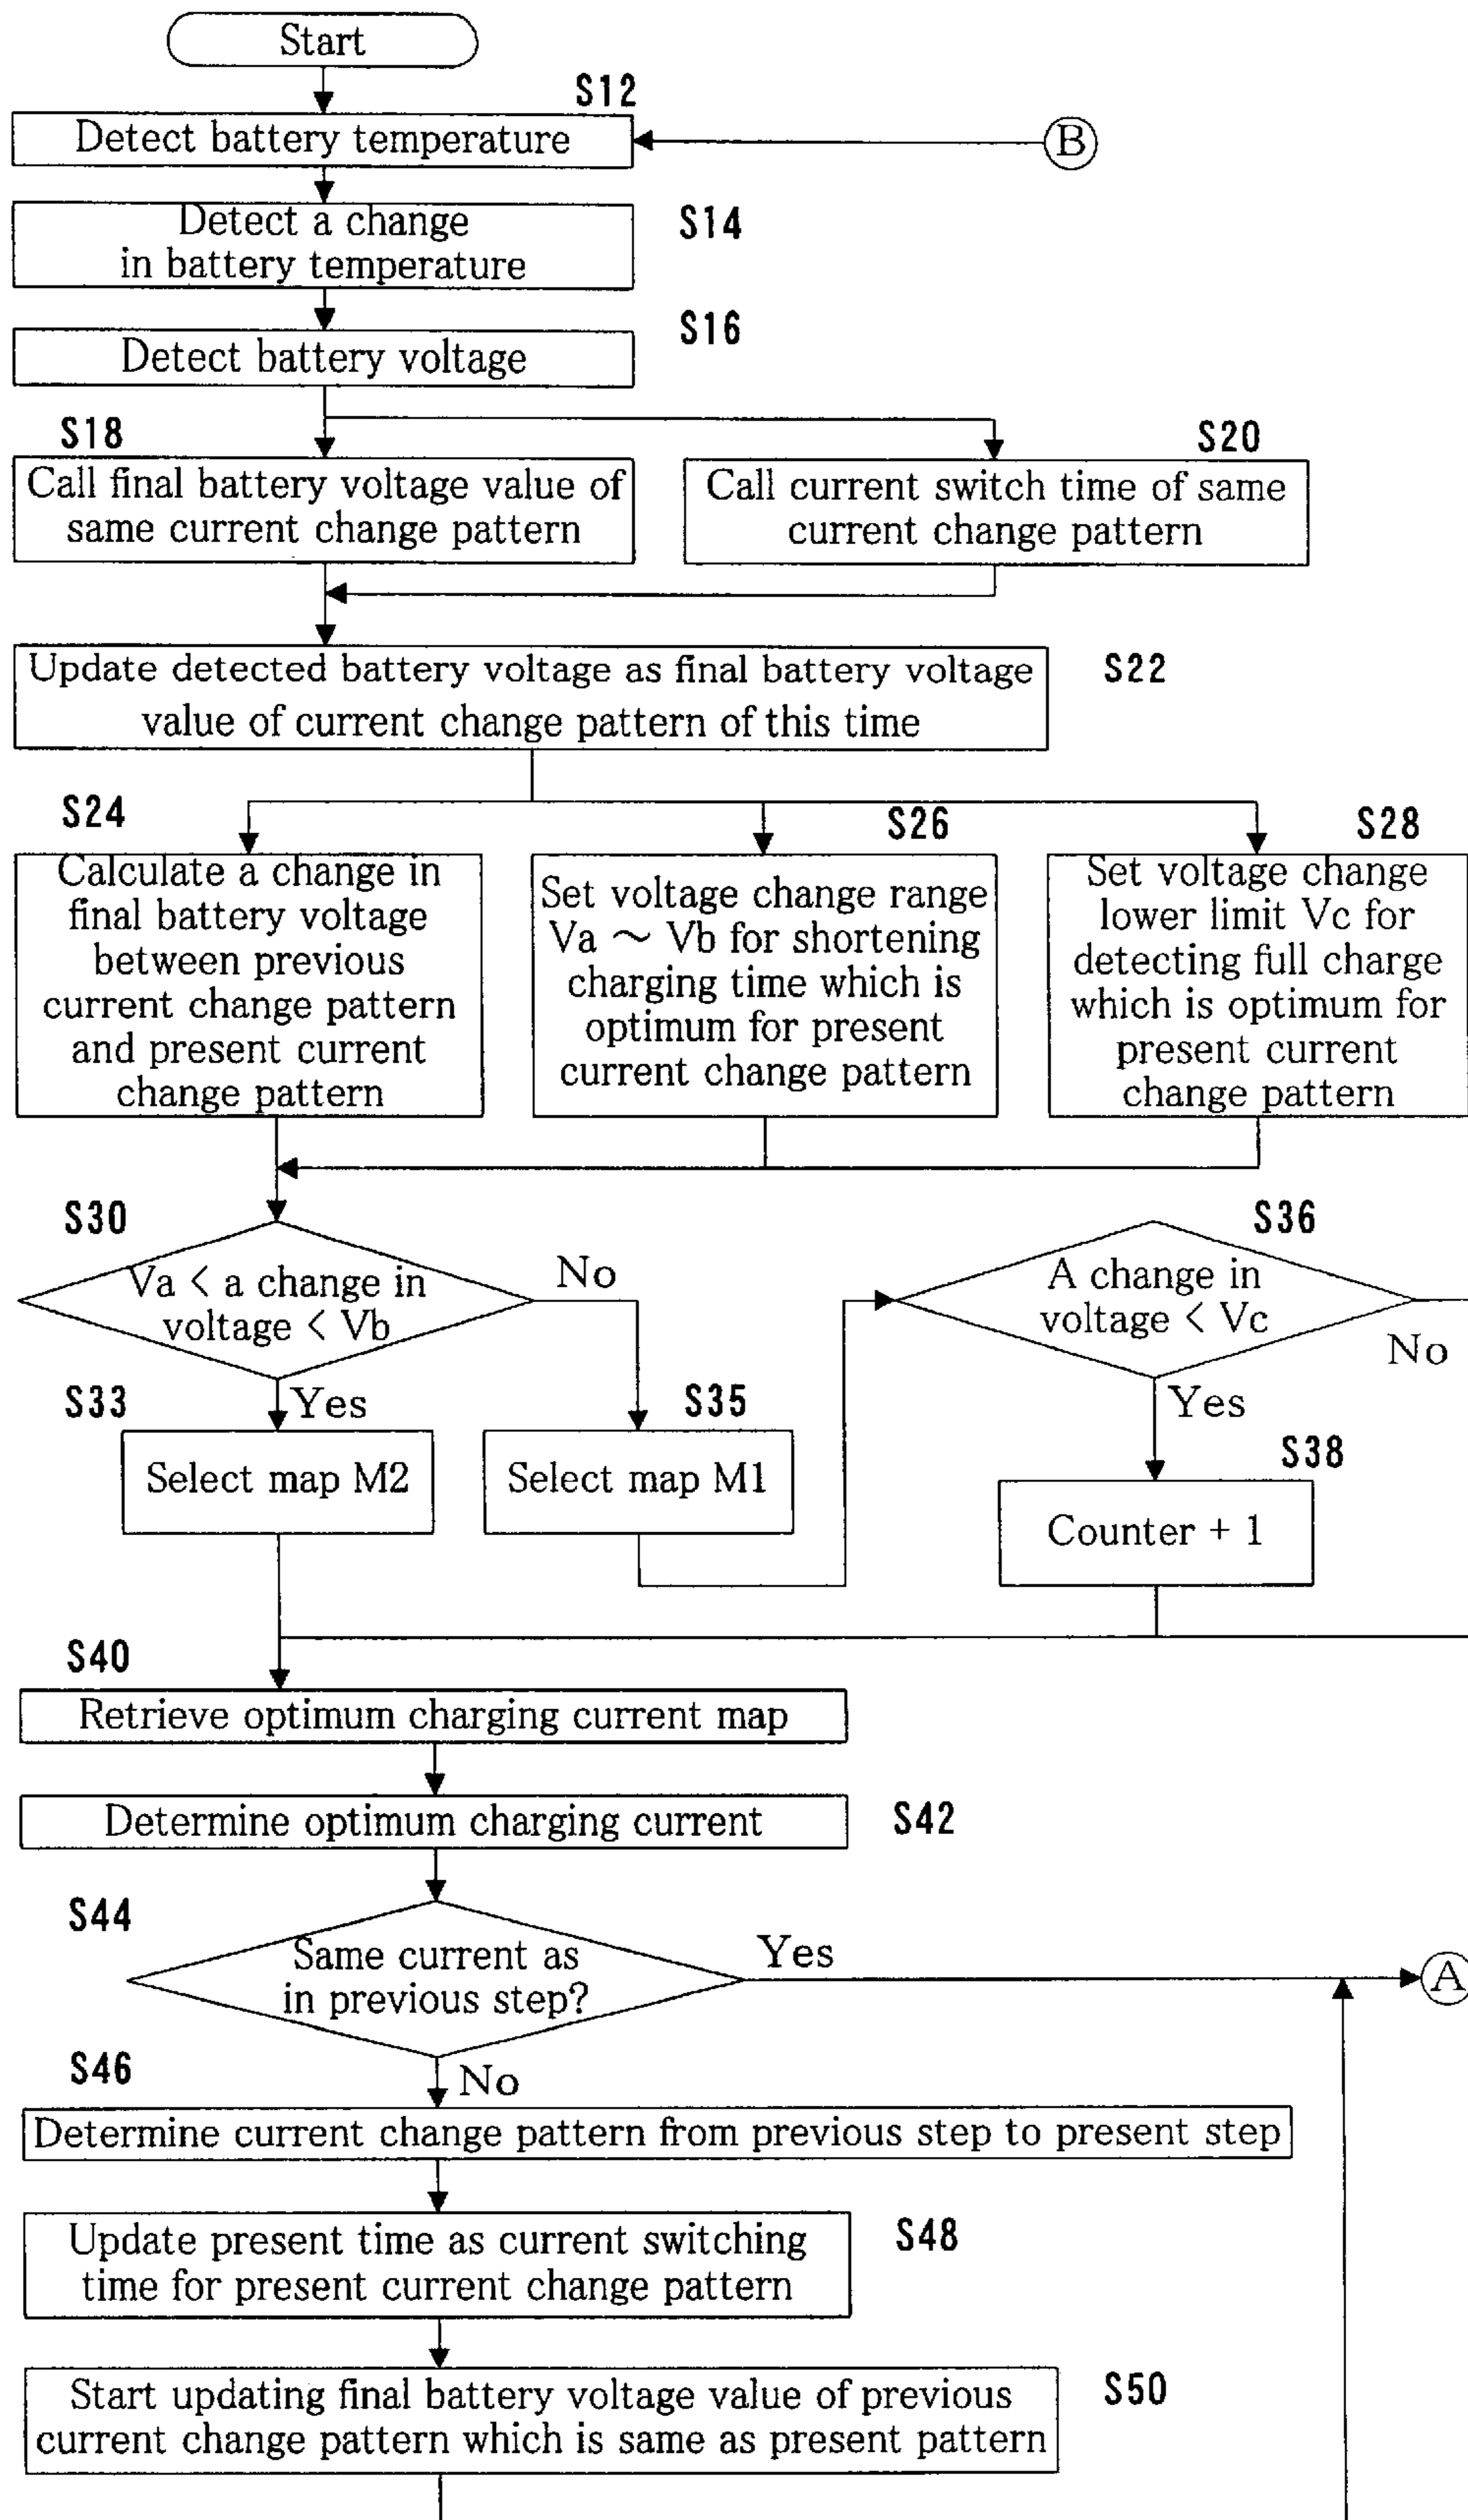 Start
S12
Detect battery temperature
B
Detect a change
in battery temperature
S14
S16
Detect battery voltage
S18
S20
Call final battery voltage value of
same current change pattern
Call current switch time of same
current change pattern
Update detected battery voltage as final battery voltage
value of current change pattern of this time
S22
S24
S26
S28
Calculate a change in
final battery voltage
between previous
current change pattern
and present current
change pattern
Set voltage change range
Va ~ Vb for shortening
charging time which is
optimum for present
current change pattern
Set voltage change
lower limit Vc for
detecting full charge
which is optimum for
present current
change pattern
S30
Va < a change in
voltage < Vb
No
S36
A change in
voltage < Vc
No
S33
Yes
S35
Yes
Select map M2
Select map M1
S38
Counter + 1
S40
Retrieve optimum charging current map
Determine optimum charging current
S42
S44
Same current as
in previous step?
Yes
A
S46
No
Determine current change pattern from previous step to present step
Update present time as current switching
time for present current change pattern
S48
Start updating final battery voltage value of previous
current change pattern which is same as present pattern
S50